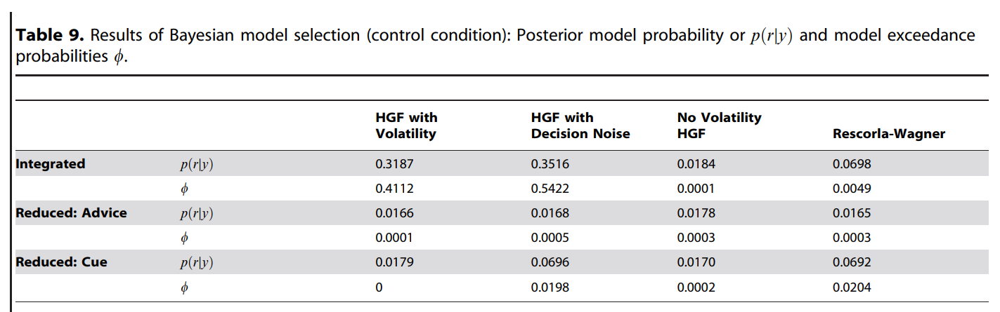 Table 9. Results of Bayesian model selection (control condition): Posterior model probability or p(r|y) and model exceedance
probabilities ϕ.
HGF with Volatility HGF with Decision Noise No Volatility HGF Rescorla-Wagner
Integrated p(r|y) 0.3187 0.3516 0.0184 0.0698
ϕ 0.4112 0.5422 0.0001 0.0049
Reduced: Advice p(r|y) 0.0166 0.0168 0.0178 0.0165
ϕ 0.0001 0.0005 0.0003 0.0003
Reduced: Cue p(r|y) 0.0179 0.0696 0.0170 0.0692
ϕ 0 0.0198 0.0002 0.0204